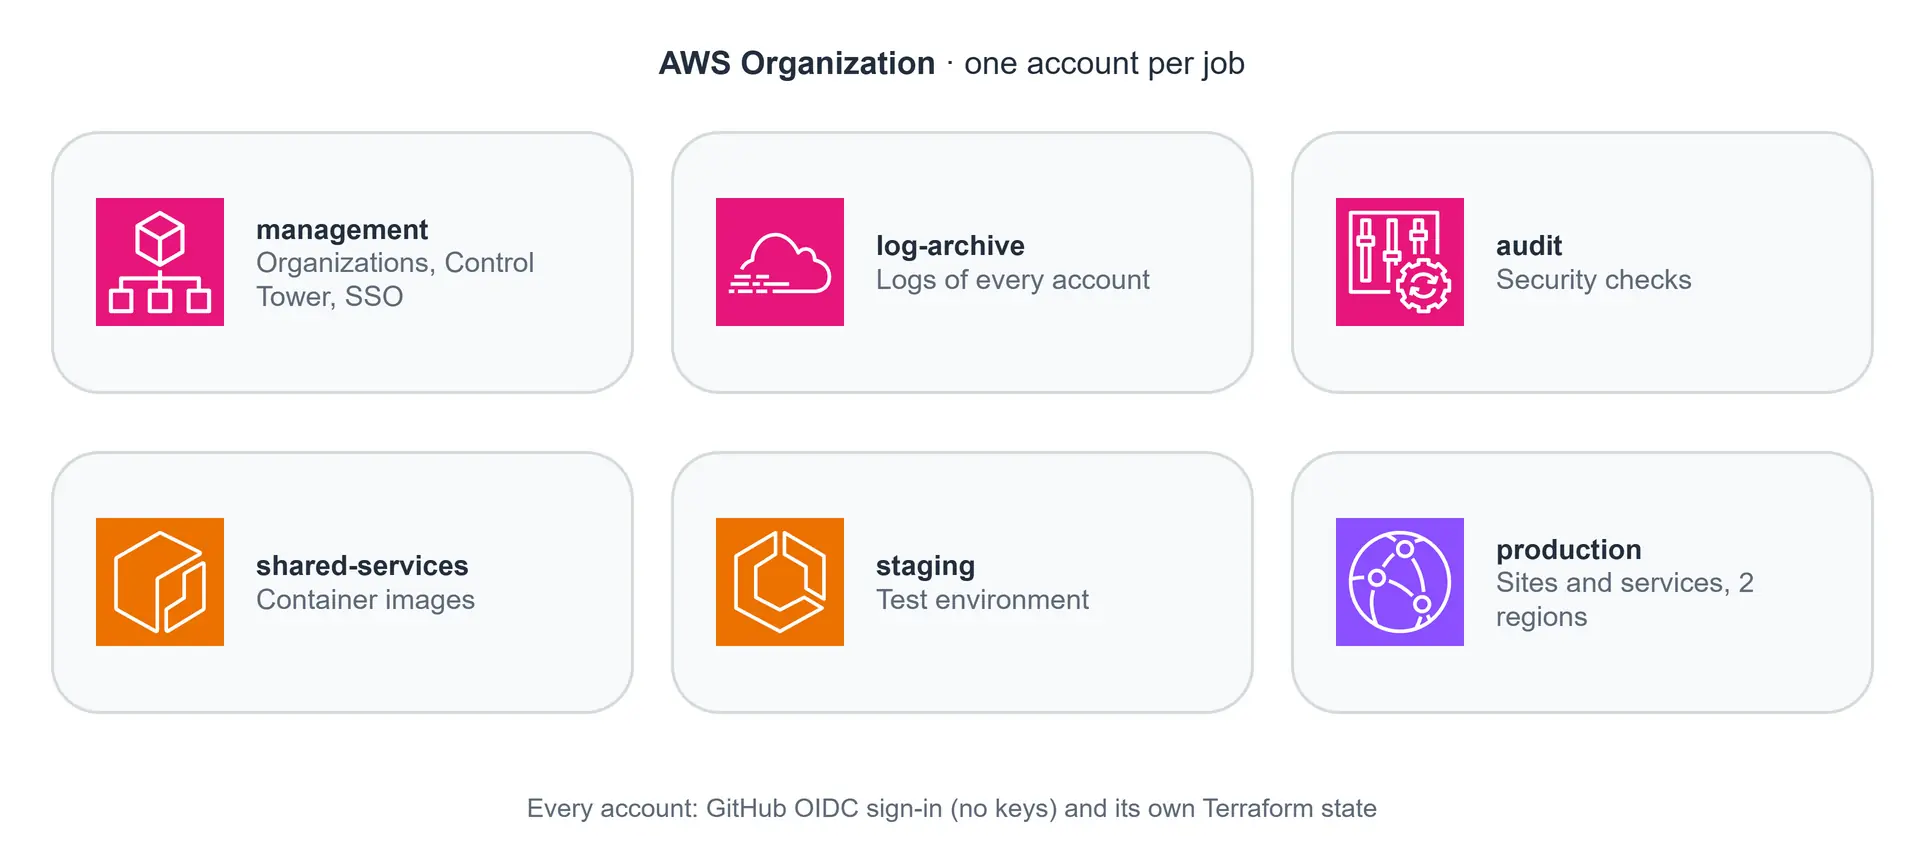 AWS Organization · one account per job
management
Organizations, Control
Tower, SSO
log-archive
Logs of every account
audit
Security checks
shared-services
Container images
staging
Test environment
production
Sites and services, 2
regions
Every account: GitHub OIDC sign-in (no keys) and its own Terraform state